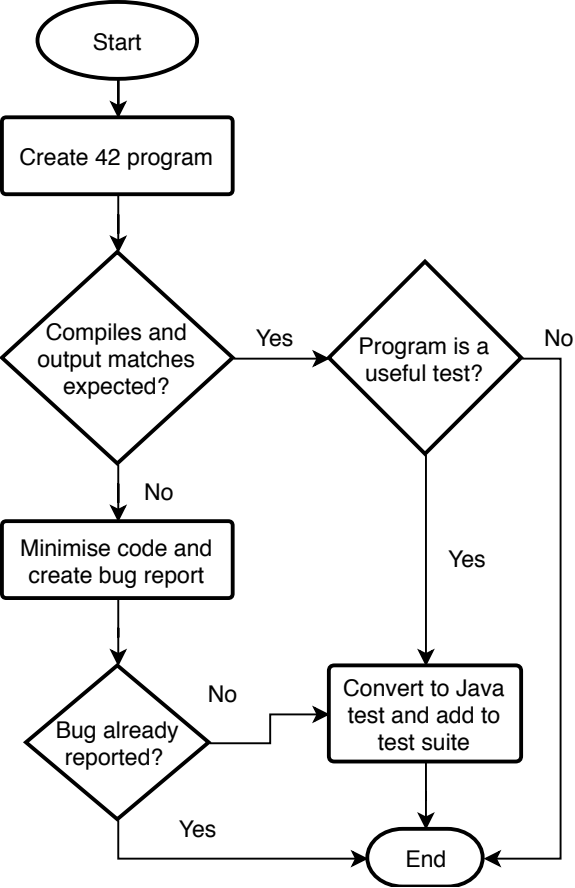 Start
Create 42 program
Compiles and
output matches
expected?
Yes
Program is a
useful test?
No
No
Minimise code and
create bug report
Yes
Bug already
reported?
No
Convert to Java
test and add to
test suite
Yes
End